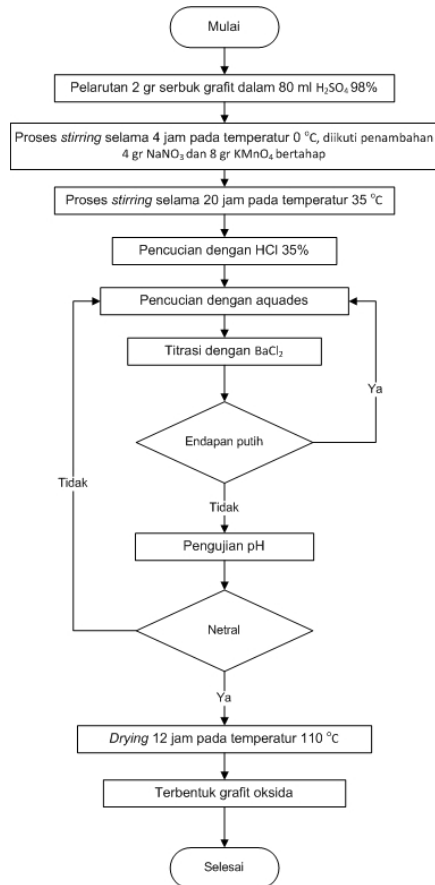 Mulai
Pelarutan 2 gr serbuk grafit dalam 80 ml H₂SO₄ 98%
Proses stirring selama 4 jam pada temperatur 0 °C, diikuti penambahan
4 gr NaNO₃ dan 8 gr KMnO₄ bertahap
Proses stirring selama 20 jam pada temperatur 35 °C
Pencucian dengan HCl 35%
Pencucian dengan aquades
Titrasi dengan BaCl₂
Ya
Endapan putih
Tidak
Tidak
Pengujian pH
Netral
Ya
Drying 12 jam pada temperatur 110 °C
Terbentuk grafit oksida
Selesai